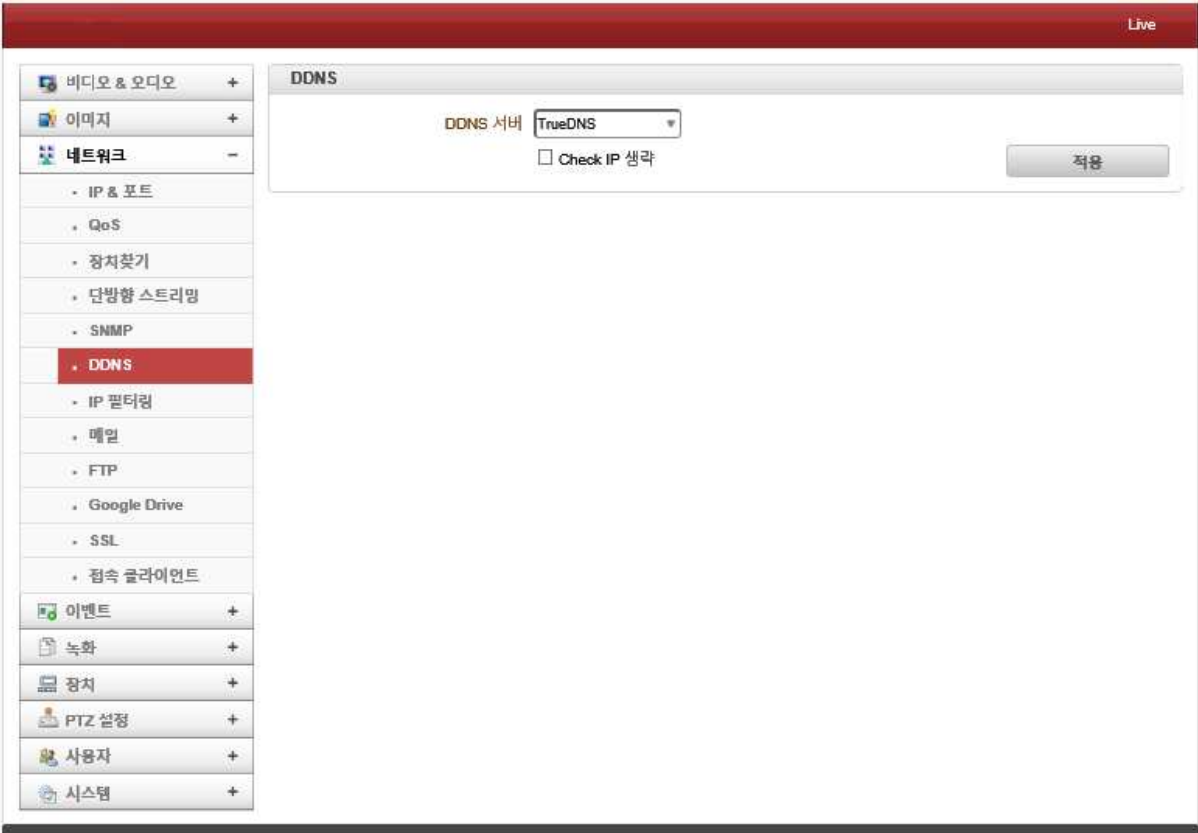 Live
비디오 & 오디오 +
이미지 +
네트워크 -
IP & 포트
QoS
장치찾기
단방향 스트리밍
SNMP
DDNS
IP 필터링
메일
FTP
Google Drive
SSL
접속 클라이언트
이벤트 +
녹화 +
장치 +
PTZ 설정 +
사용자 +
시스템 +
DDNS
DDNS 서버 TrueDNS
Check IP 생략
적용